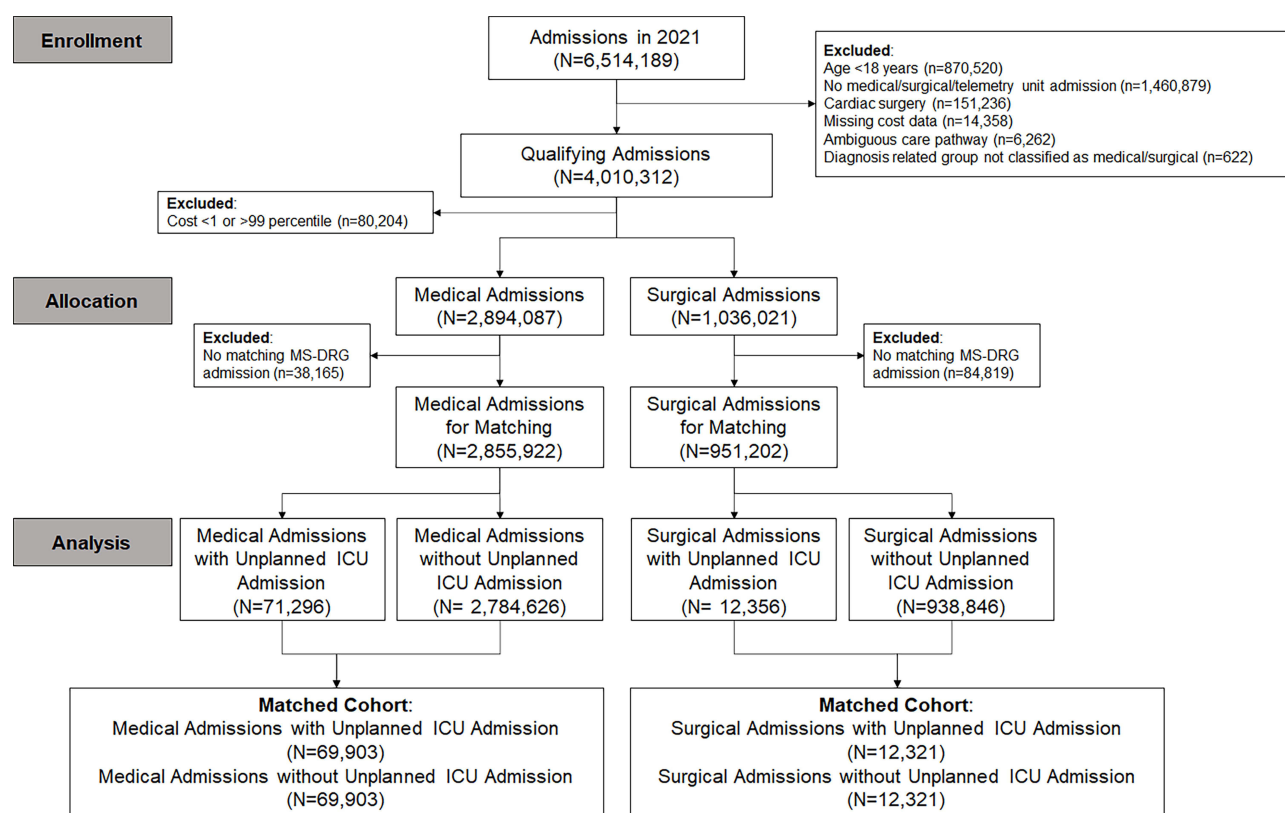 Enrollment
Admissions in 2021
(N=6,514,189)
Excluded:
Age <18 years (n=870,520)
No medical/surgical/telemetry unit admission (n=1,460,879)
Cardiac surgery (n=151,236)
Missing cost data (n=14,358)
Ambiguous care pathway (n=6,262)
Diagnosis related group not classified as medical/surgical (n=622)
Qualifying Admissions
(N=4,010,312)
Excluded:
Cost <1 or >99 percentile (n=80,204)
Allocation
Medical Admissions
(N=2,894,087)
Surgical Admissions
(N=1,036,021)
Excluded:
No matching MS-DRG
admission (n=38,165)
Excluded:
No matching MS-DRG
admission (n=84,819)
Medical Admissions
for Matching
(N=2,855,922)
Surgical Admissions
for Matching
(N=951,202)
Analysis
Medical Admissions
with Unplanned ICU
Admission
(N=71,296)
Medical Admissions
without Unplanned
ICU Admission
(N= 2,784,626)
Surgical Admissions
with Unplanned ICU
Admission
(N= 12,356)
Surgical Admissions
without Unplanned
ICU Admission
(N=938,846)
Matched Cohort:
Medical Admissions with Unplanned ICU Admission
(N=69,903)
Medical Admissions without Unplanned ICU Admission
(N=69,903)
Matched Cohort:
Surgical Admissions with Unplanned ICU Admission
(N=12,321)
Surgical Admissions without Unplanned ICU Admission
(N=12,321)